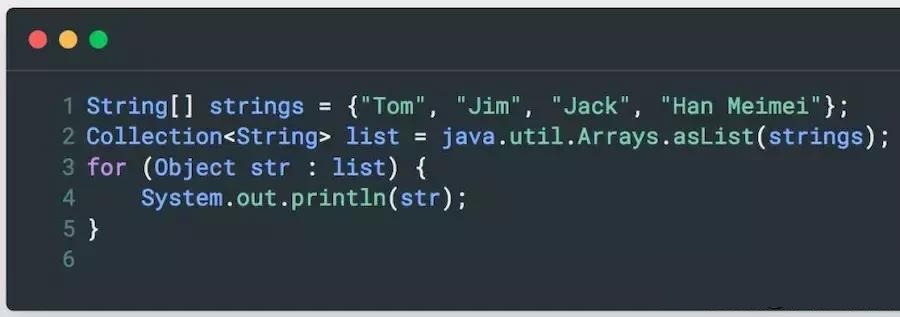 1 String[] strings = {"Tom", "Jim", "Jack", "Han Meimei"};
2 Collection<String> list = java.util.Arrays.asList(strings);
3 for (Object str : list) {
4     System.out.println(str);
5 }
6